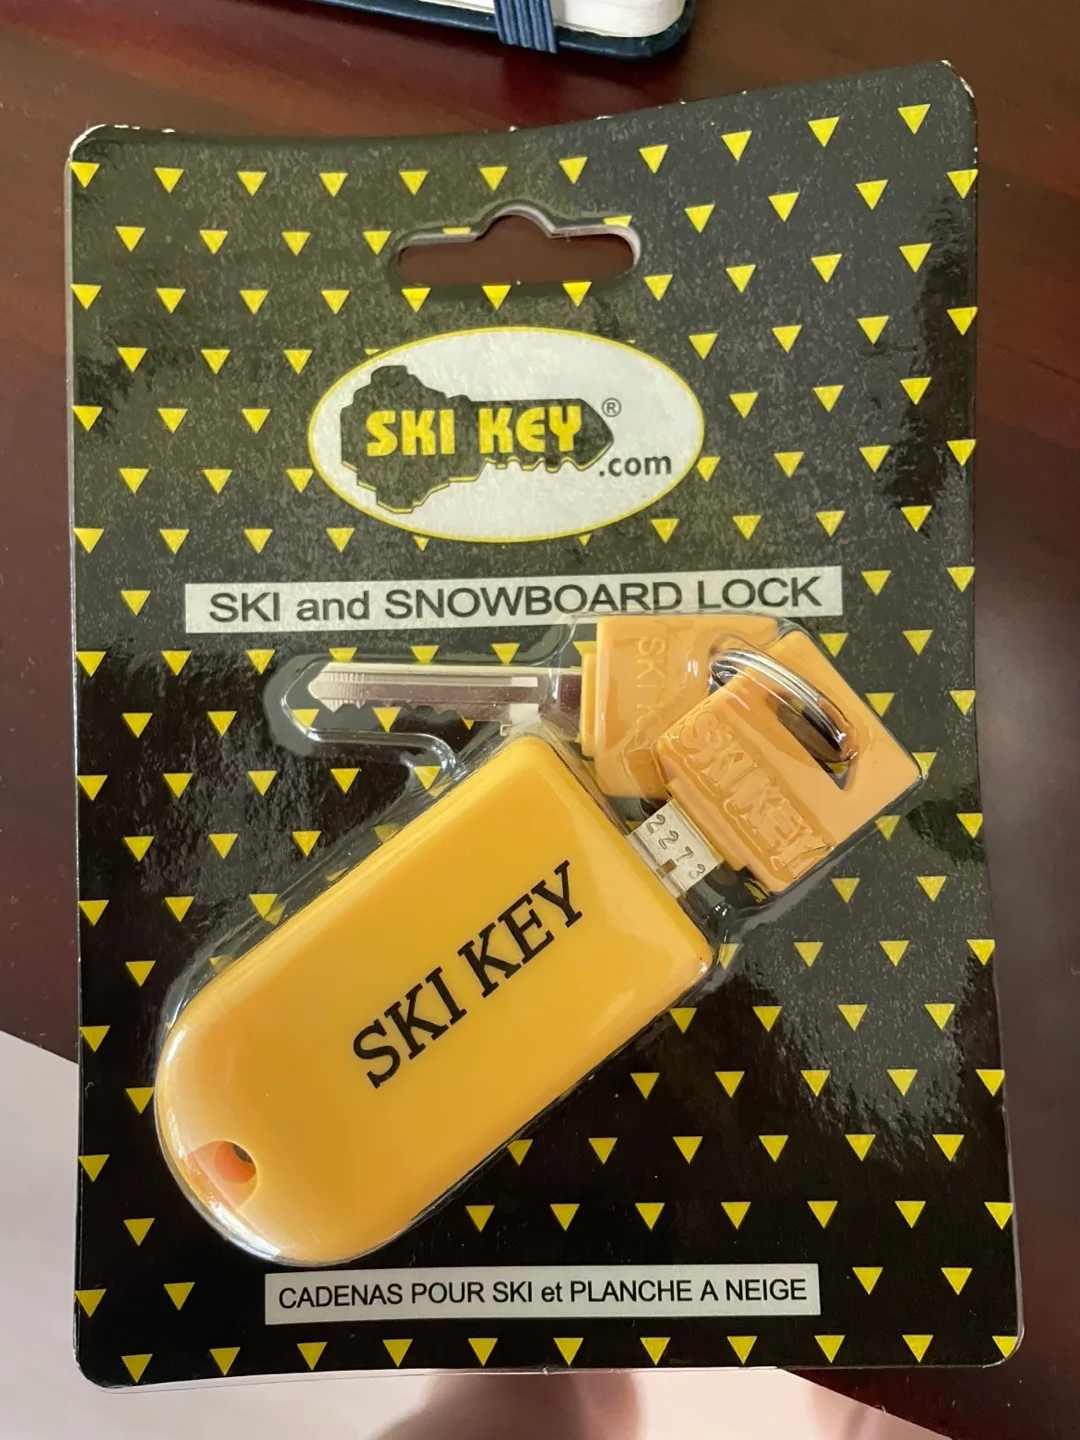 SKI KEY ®
.com
SKI and SNOWBOARD LOCK
SKI
SKI KEY
2273
SKI KEY
CADENAS POUR SKI et PLANCHE A NEIGE